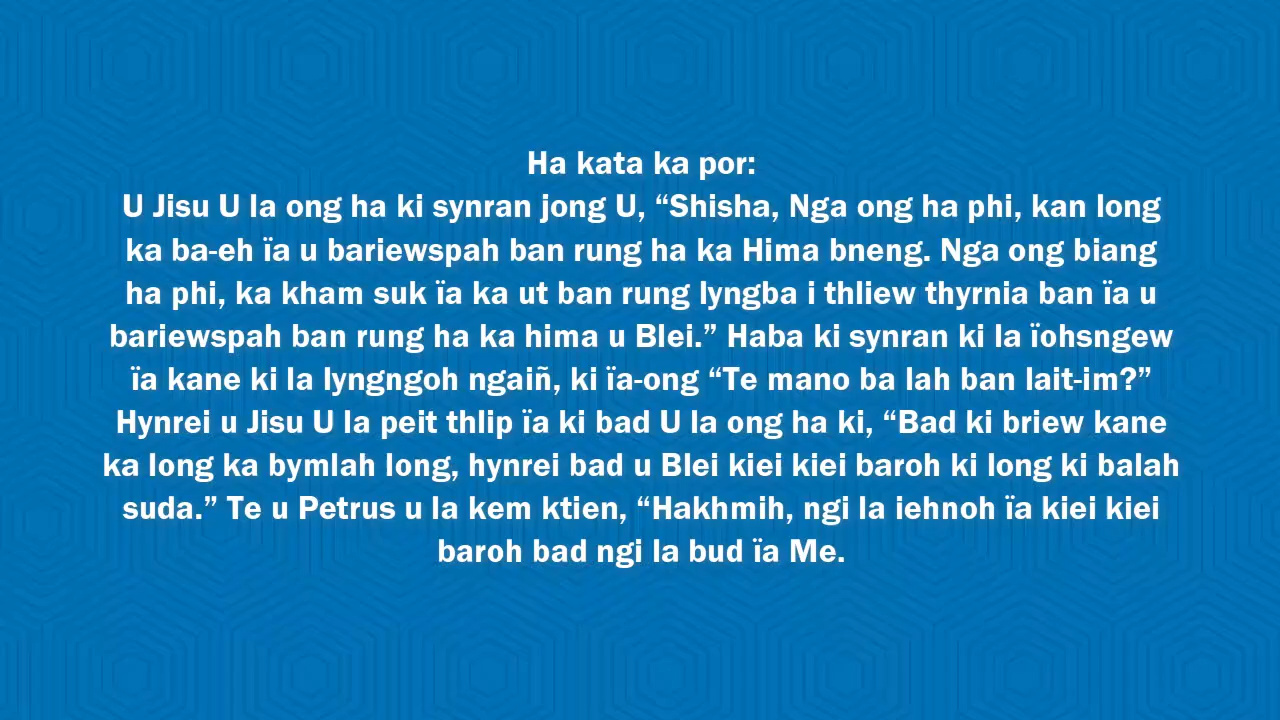 Ha kata ka por:
U Jisu U la ong ha ki synran jong U, “Shisha, Nga ong ha phi, kan long
ka ba-eh ïa u bariewspah ban rung ha ka Hima bneng. Nga ong biang
ha phi, ka kham suk ïa ka ut ban rung lyngba i thliew thyrnia ban ïa u
bariewspah ban rung ha ka hima u Blei.” Haba ki synran ki la ïohsngew
ïa kane ki la lyngngoh ngaiñ, ki ïa-ong “Te mano ba lah ban lait-im?”
Hynrei u Jisu U la peit thlip ïa ki bad U la ong ha ki, “Bad ki briew kane
ka long ka bymlah long, hynrei bad u Blei kiei kiei baroh ki long ki balah
suda.” Te u Petrus u la kem ktien, “Hakhmih, ngi la iehnoh ïa kiei kiei
baroh bad ngi la bud ïa Me.